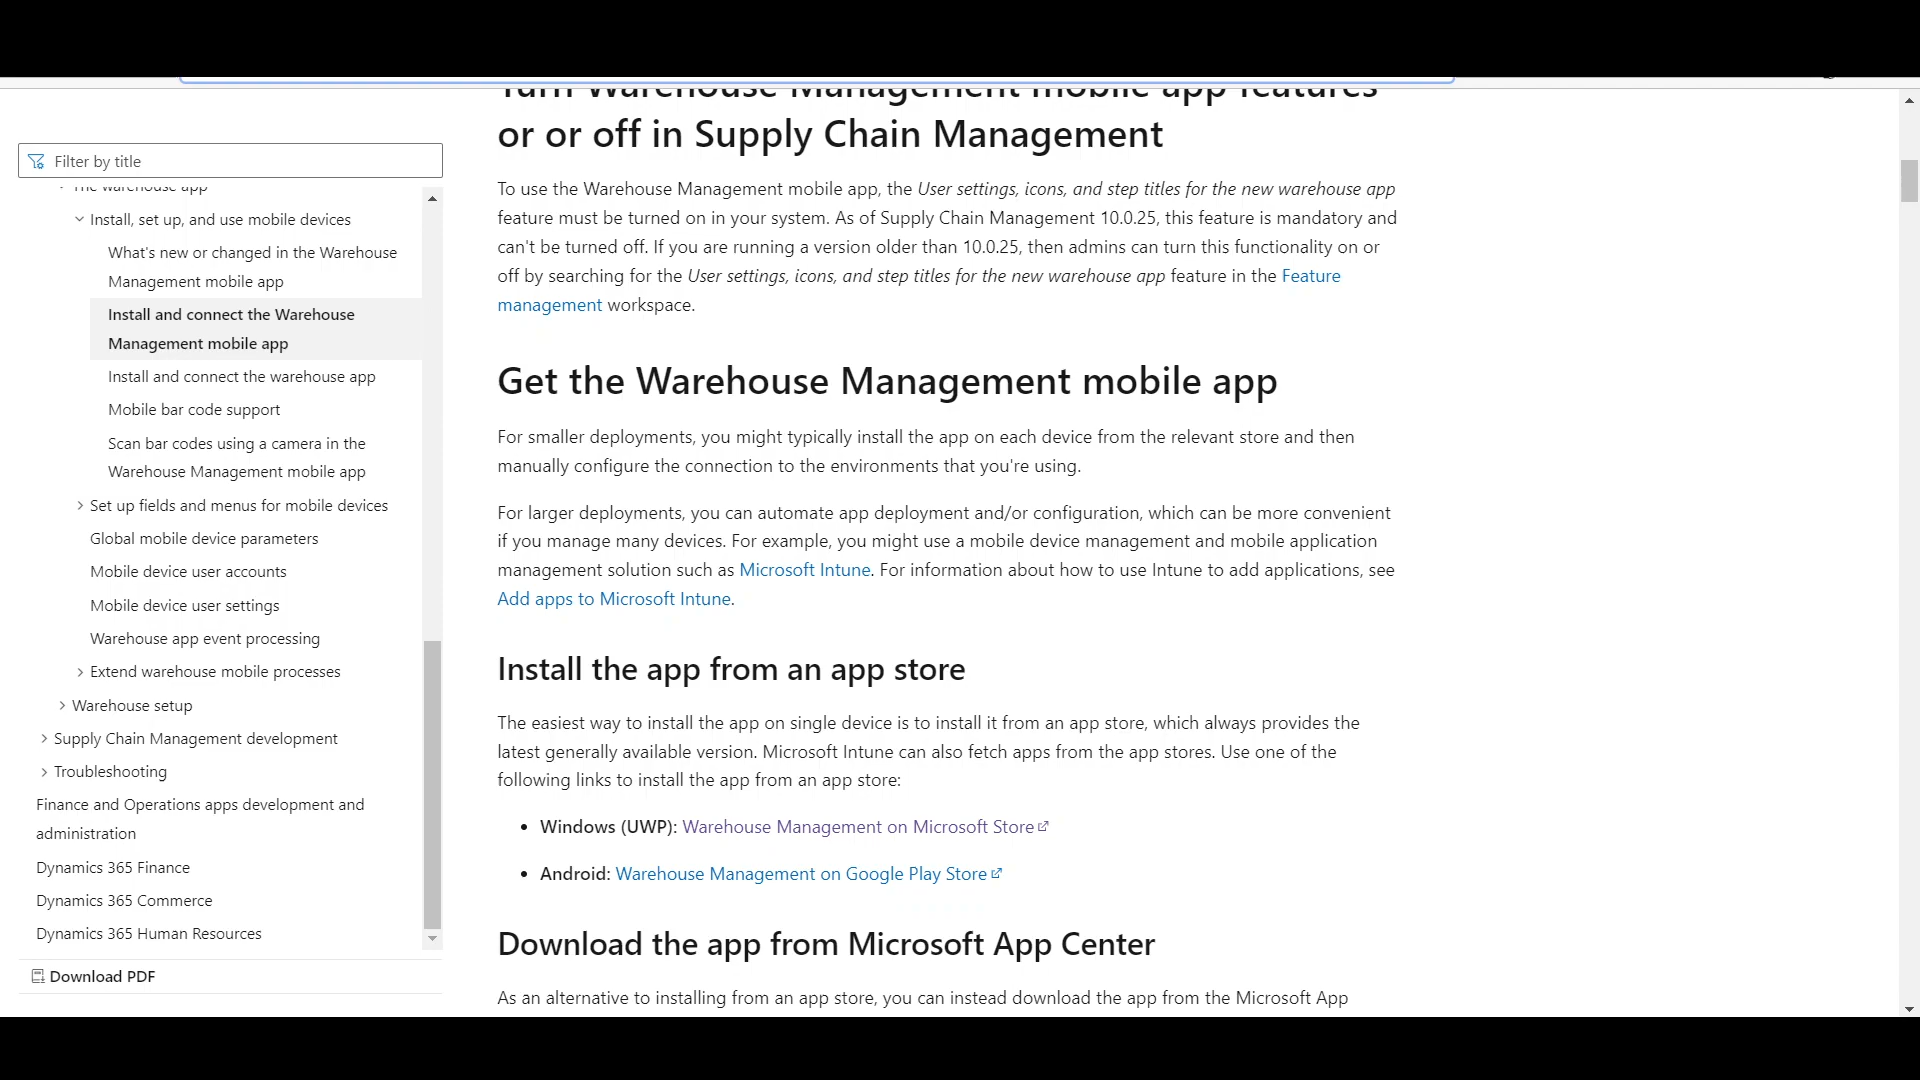 Filter by title
The warehouse app
Install, set up, and use mobile devices
What's new or changed in the Warehouse
Management mobile app
Install and connect the Warehouse
Management mobile app
Install and connect the warehouse app
Mobile bar code support
Scan bar codes using a camera in the
Warehouse Management mobile app
Set up fields and menus for mobile devices
Global mobile device parameters
Mobile device user accounts
Mobile device user settings
Warehouse app event processing
Extend warehouse mobile processes
Warehouse setup
Supply Chain Management development
Troubleshooting
Finance and Operations apps development and
administration
Dynamics 365 Finance
Dynamics 365 Commerce
Dynamics 365 Human Resources
Download PDF
Turn Warehouse Management mobile app features
or or off in Supply Chain Management
To use the Warehouse Management mobile app, the User settings, icons, and step titles for the new warehouse app
feature must be turned on in your system. As of Supply Chain Management 10.0.25, this feature is mandatory and
can't be turned off. If you are running a version older than 10.0.25, then admins can turn this functionality on or
off by searching for the User settings, icons, and step titles for the new warehouse app feature in the Feature
management workspace.
Get the Warehouse Management mobile app
For smaller deployments, you might typically install the app on each device from the relevant store and then
manually configure the connection to the environments that you're using.
For larger deployments, you can automate app deployment and/or configuration, which can be more convenient
if you manage many devices. For example, you might use a mobile device management and mobile application
management solution such as Microsoft Intune. For information about how to use Intune to add applications, see
Add apps to Microsoft Intune.
Install the app from an app store
The easiest way to install the app on single device is to install it from an app store, which always provides the
latest generally available version. Microsoft Intune can also fetch apps from the app stores. Use one of the
following links to install the app from an app store:
• Windows (UWP): Warehouse Management on Microsoft Store
• Android: Warehouse Management on Google Play Store
Download the app from Microsoft App Center
As an alternative to installing from an app store, you can instead download the app from the Microsoft App